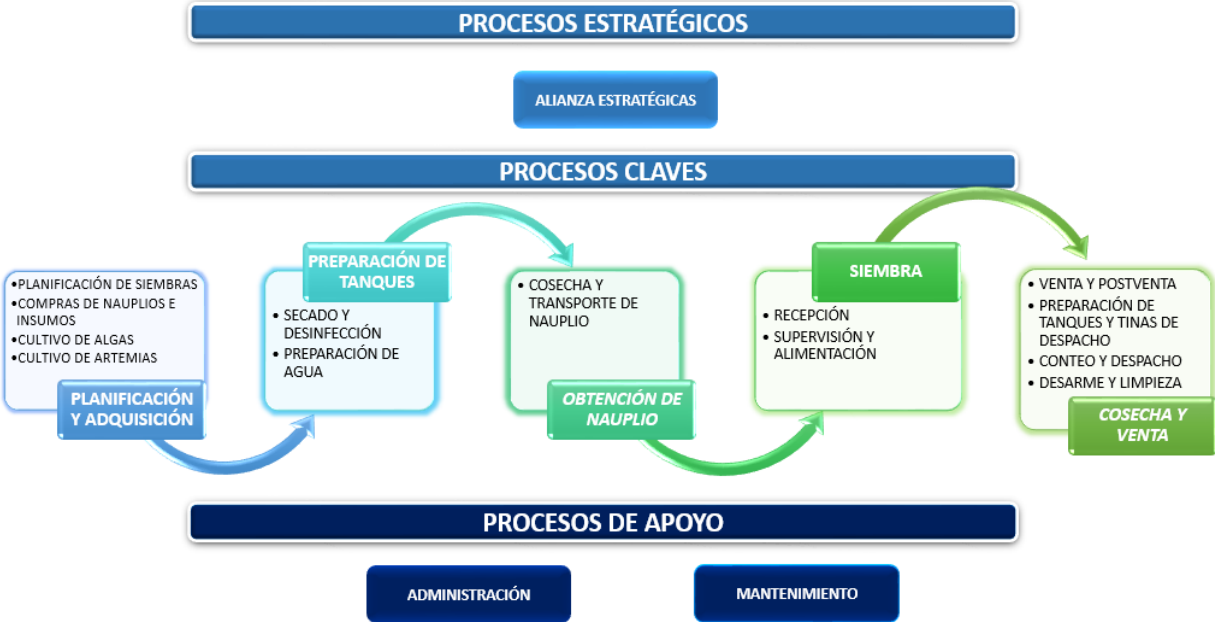 PROCESOS ESTRATÉGICOS
ALIANZA ESTRATÉGICAS
PROCESOS CLAVES
•PLANIFICACIÓN DE SIEMBRAS
•COMPRAS DE NAUPLIOS E
INSUMOS
•CULTIVO DE ALGAS
•CULTIVO DE ARTEMIAS
PLANIFICACIÓN
Y ADQUISICIÓN
PREPARACIÓN DE
TANQUES
• SECADO Y
DESINFECCIÓN
• PREPARACIÓN DE
AGUA
• COSECHA Y
TRANSPORTE DE
NAUPLIO
OBTENCIÓN DE
NAUPLIO
SIEMBRA
• RECEPCIÓN
• SUPERVISIÓN Y
ALIMENTACIÓN
• VENTA Y POSTVENTA
• PREPARACIÓN DE
TANQUES Y TINAS DE
DESPACHO
• CONTEO Y DESPACHO
• DESARME Y LIMPIEZA
COSECHA Y
VENTA
PROCESOS DE APOYO
ADMINISTRACIÓN
MANTENIMIENTO